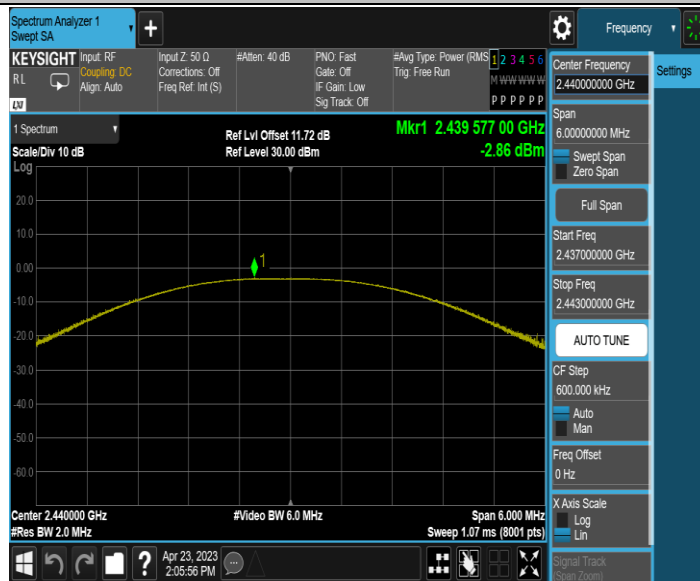 Spectrum Analyzer 1
Swept SA
+
Frequency
KEYSIGHT
RL
LXI
Input: RF
Coupling: DC
Align: Auto
Input Z: 50 Ω
Corrections: Off
Freq Ref: Int (S)
#Atten: 40 dB
PNO: Fast
Gate: Off
IF Gain: Low
Sig Track: Off
#Avg Type: Power (RMS
Trig: Free Run
1 2 3 4 5 6
M W W W W W
P P P P P P
1 Spectrum
Scale/Div 10 dB
Log
Ref Lvl Offset 11.72 dB
Ref Level 30.00 dBm
Mkr1 2.439 577 00 GHz
-2.86 dBm
20.0
10.0
0.00
-10.0
-20.0
-30.0
-40.0
-50.0
-60.0
1
Center 2.440000 GHz
#Res BW 2.0 MHz
#Video BW 6.0 MHz
Span 6.000 MHz
Sweep 1.07 ms (8001 pts)
Apr 23, 2023
2:05:56 PM
Settings
Center Frequency
2.440000000 GHz
Span
6.00000000 MHz
Swept Span
Zero Span
Full Span
Start Freq
2.437000000 GHz
Stop Freq
2.443000000 GHz
AUTO TUNE
CF Step
600.000 kHz
Auto
Man
Freq Offset
0 Hz
X Axis Scale
Log
Lin
Signal Track
(Span Zoom)